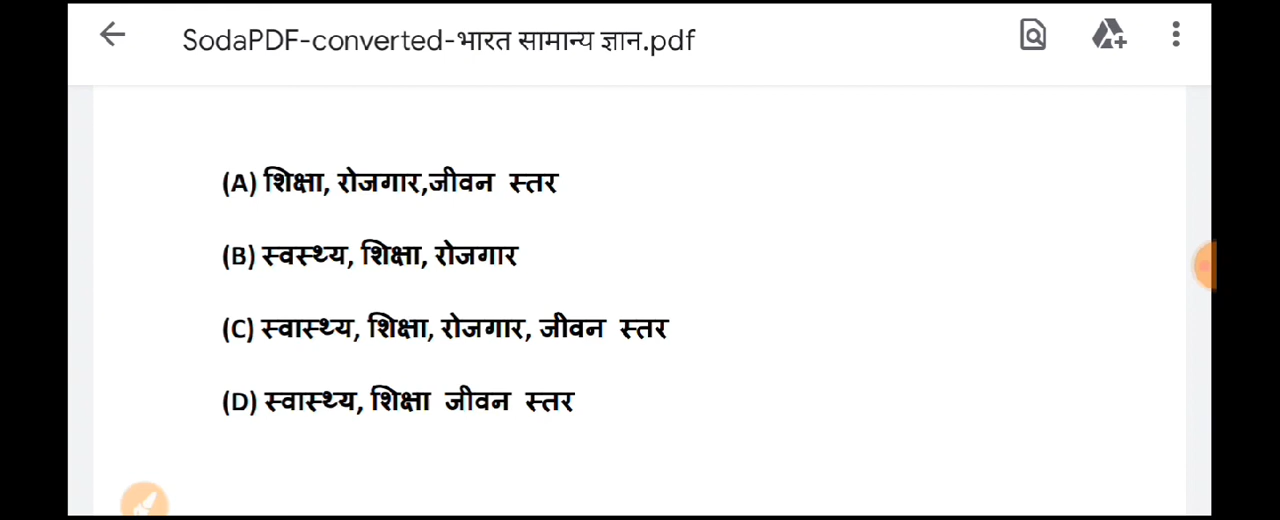 SodaPDF-converted-भारत सामान्य ज्ञान.pdf
(A) शिक्षा, रोजगार,जीवन स्तर
(B) स्वस्थ्य, शिक्षा, रोजगार
(C) स्वास्थ्य, शिक्षा, रोजगार, जीवन स्तर
(D) स्वास्थ्य, शिक्षा जीवन स्तर